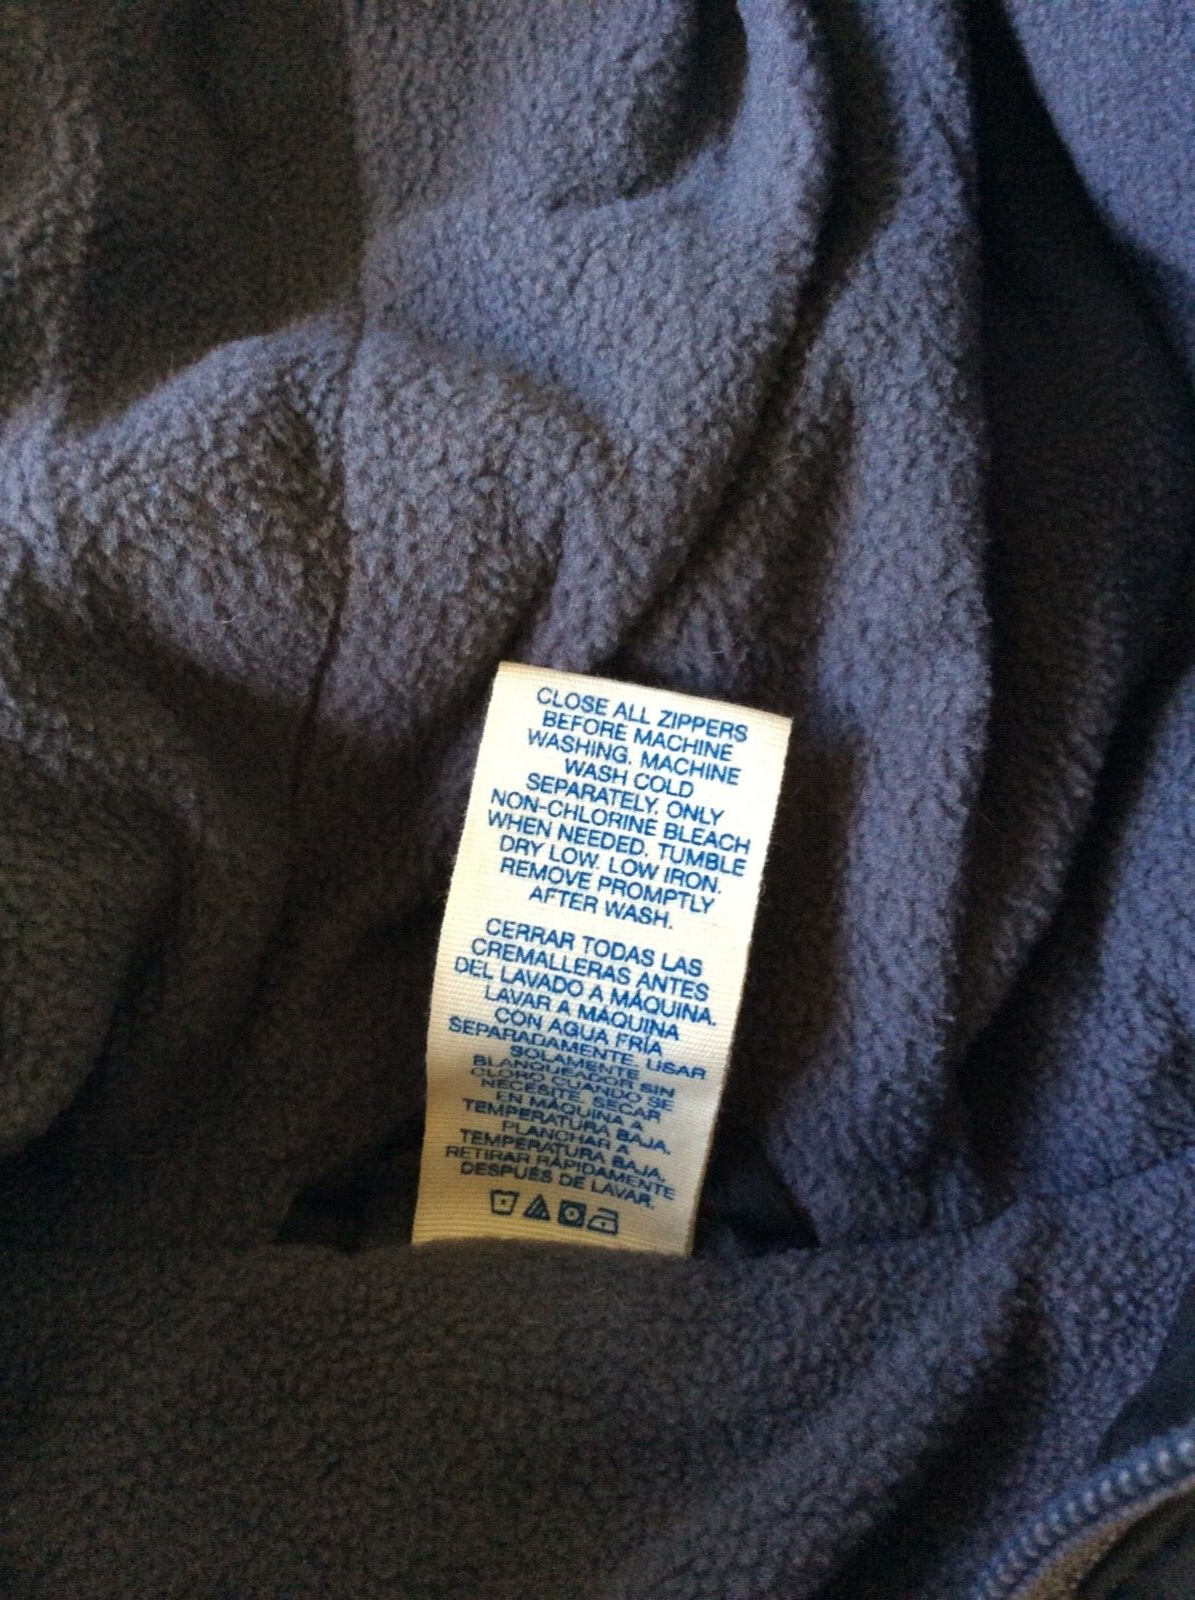 CLOSE ALL ZIPPERS
BEFORE MACHINE
WASHING. MACHINE
WASH COLD
SEPARATELY. ONLY
NON-CHLORINE BLEACH
WHEN NEEDED. TUMBLE
DRY LOW. LOW IRON.
REMOVE PROMPTLY
AFTER WASH.
CERRAR TODAS LAS
CREMALLERAS ANTES
DEL LAVADO A MÁQUINA.
LAVAR A MÁQUINA
CON AGUA FRÍA
SEPARADAMENTE. USAR
SOLAMENTE
BLANQUEADOR SIN
CLORO CUANDO SE
NECESITE. SECAR
EN MÁQUINA A
TEMPERATURA BAJA.
PLANCHAR A
TEMPERATURA BAJA.
RETIRAR RÁPIDAMENTE
DESPUÉS DE LAVAR.